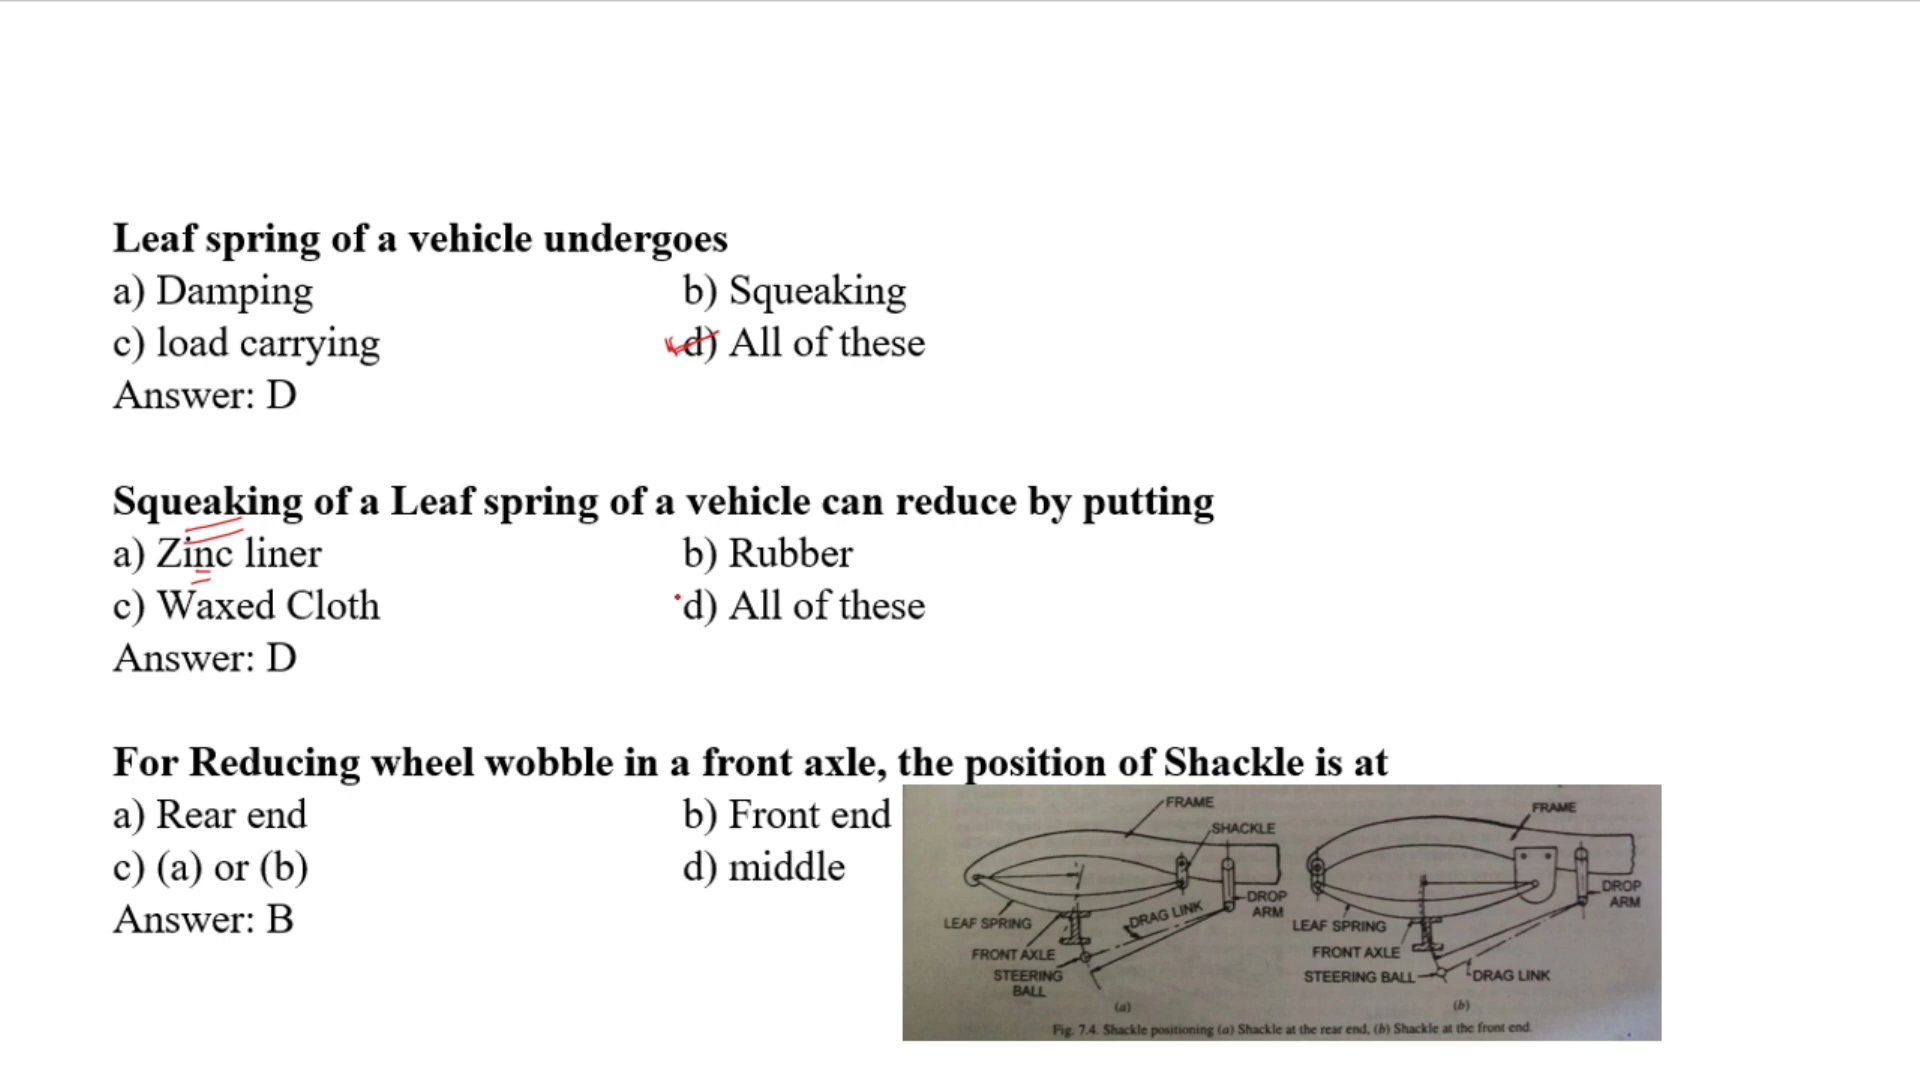 Leaf spring of a vehicle undergoes
a) Damping b) Squeaking
c) load carrying d) All of these
Answer: D
Squeaking of a Leaf spring of a vehicle can reduce by putting
a) Zinc liner b) Rubber
c) Waxed Cloth d) All of these
Answer: D
For Reducing wheel wobble in a front axle, the position of Shackle is at
a) Rear end b) Front end
c) (a) or (b) d) middle
Answer: B
FRAME
SHACKLE
DROP
ARM
DRAG LINK
LEAF SPRING
FRONT AXLE
STEERING
BALL
(a)
FRAME
DROP
ARM
LEAF SPRING
FRONT AXLE
STEERING BALL
DRAG LINK
(b)
Fig. 7.4. Shackle positioning (a) Shackle at the rear end, (b) Shackle at the front end.